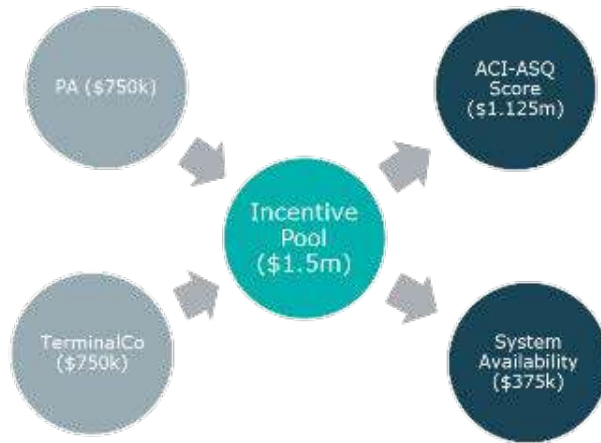 PA ($750k)
ACI-ASQ
Score
($1.125m)
Incentive
Pool
($1.5m)
TerminalCo
($750k)
System
Availability
($375k)